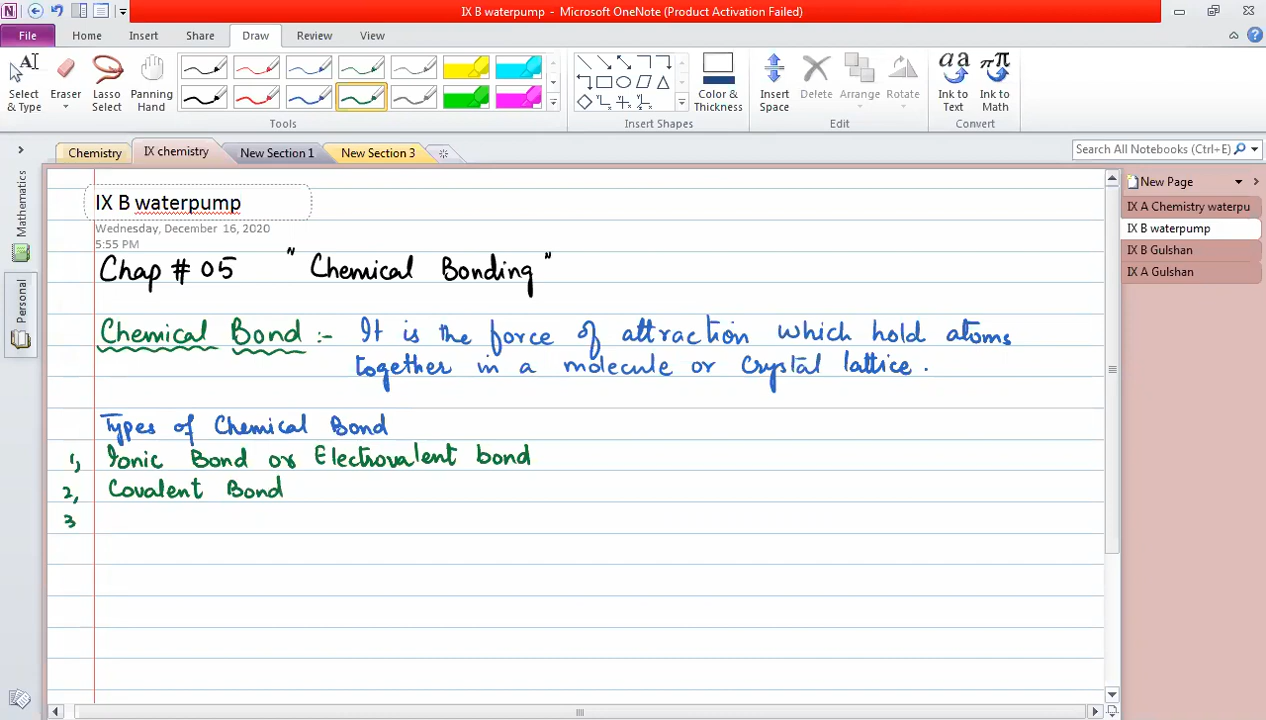 IX B waterpump - Microsoft OneNote (Product Activation Failed)
File Home Insert Share Draw Review View
Select & Type
Eraser
Lasso Select
Panning Hand
Color & Thickness
Insert Space
Delete
Arrange
Rotate
Ink to Text
Ink to Math
Tools
Insert Shapes
Edit
Convert
Chemistry IX chemistry New Section 1 New Section 3
Search All Notebooks (Ctrl+E)
Mathematics
Personal
New Page
IX A Chemistry waterpu
IX B waterpump
IX B Gulshan
IX A Gulshan
IX B waterpump
Wednesday, December 16, 2020
5:55 PM
Chap # 05 "Chemical Bonding"
Chemical Bond :- It is the force of attraction which hold atoms
together in a molecule or Crystal lattice.
Types of Chemical Bond
1, Ionic Bond or Electrovalent bond
2, Covalent Bond
3